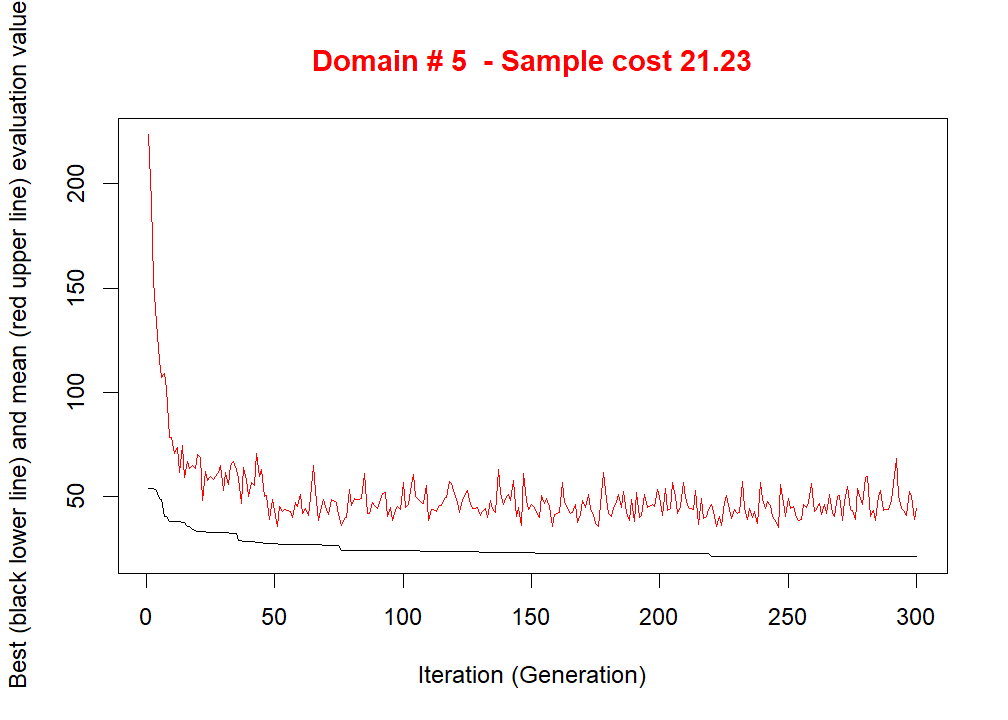 Domain # 5  - Sample cost 21.23
Best (black lower line) and mean (red upper line) evaluation value
200
150
100
50
0 50 100 150 200 250 300
Iteration (Generation)